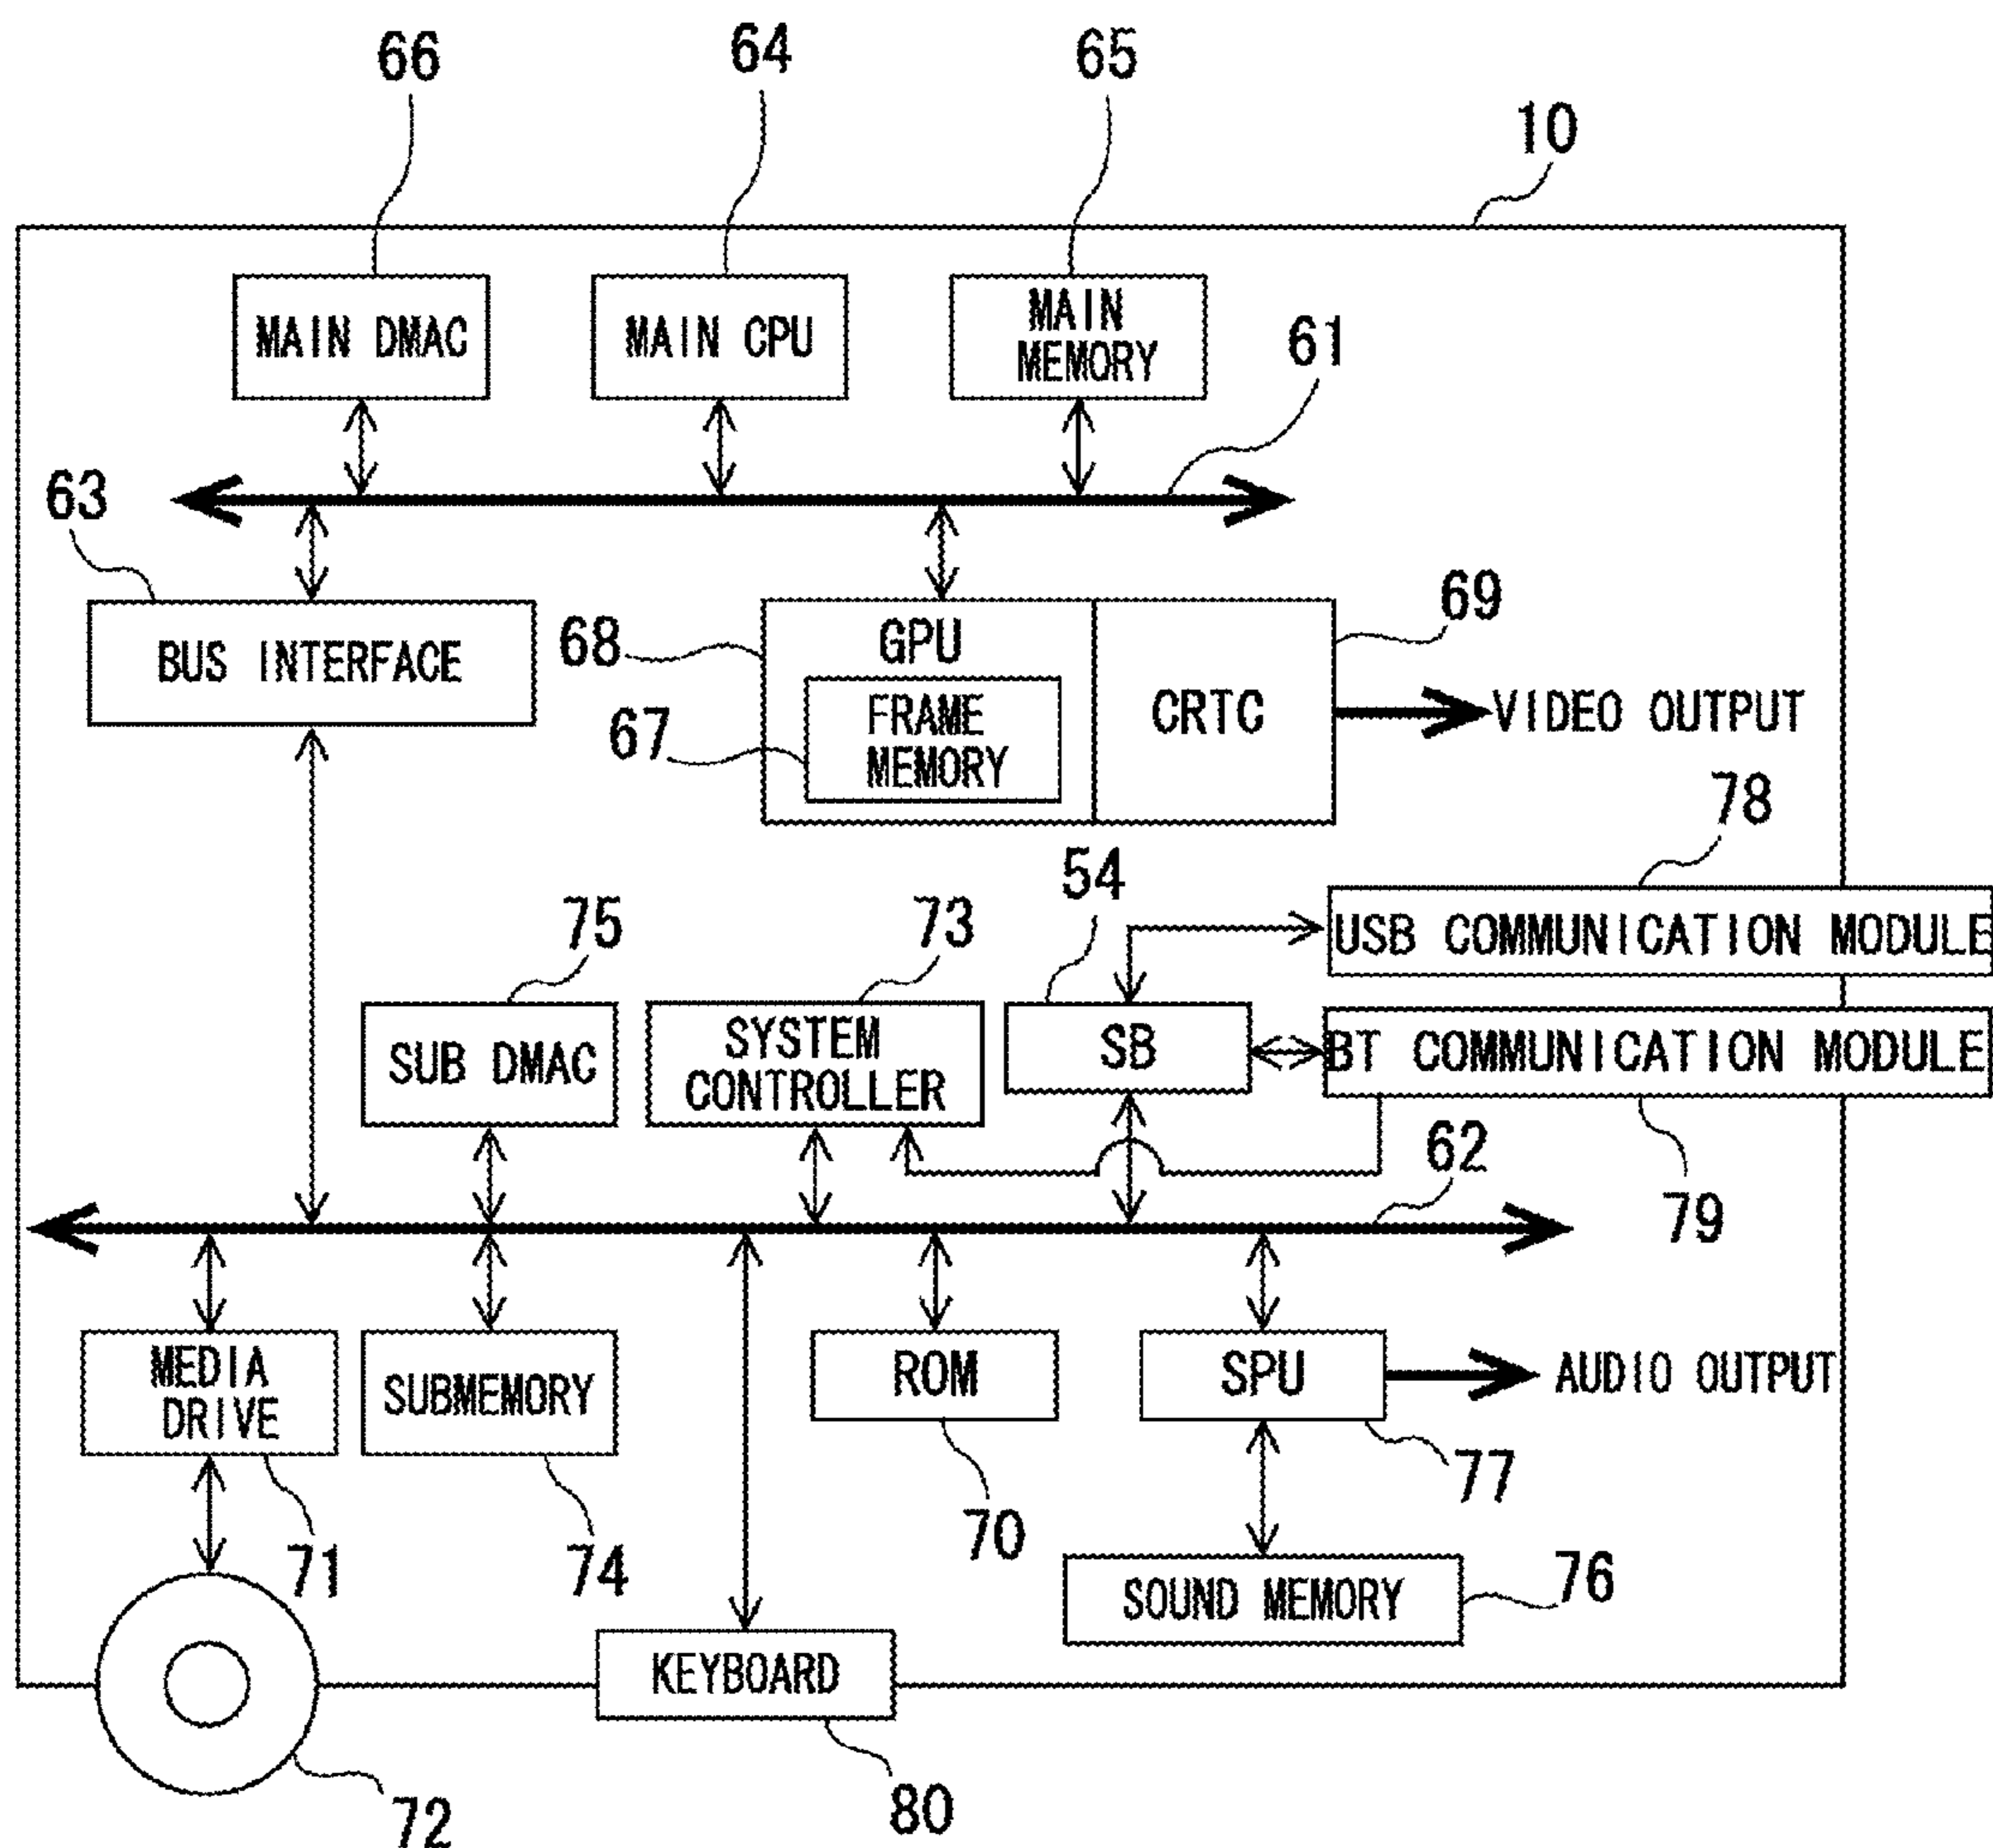 66
64
65
10
MAIN DMAC
MAIN CPU
MAIN
MEMORY
61
63
BUS INTERFACE
68
GPU
69
67
FRAME
MEMORY
CRTC
VIDEO OUTPUT
78
54
75
73
USB COMMUNICATION MODULE
SUB DMAC
SYSTEM
CONTROLLER
SB
BT COMMUNICATION MODULE
62
79
MEDIA
DRIVE
SUBMEMORY
ROM
SPU
AUDIO OUTPUT
77
70
71
74
SOUND MEMORY
76
KEYBOARD
72
80